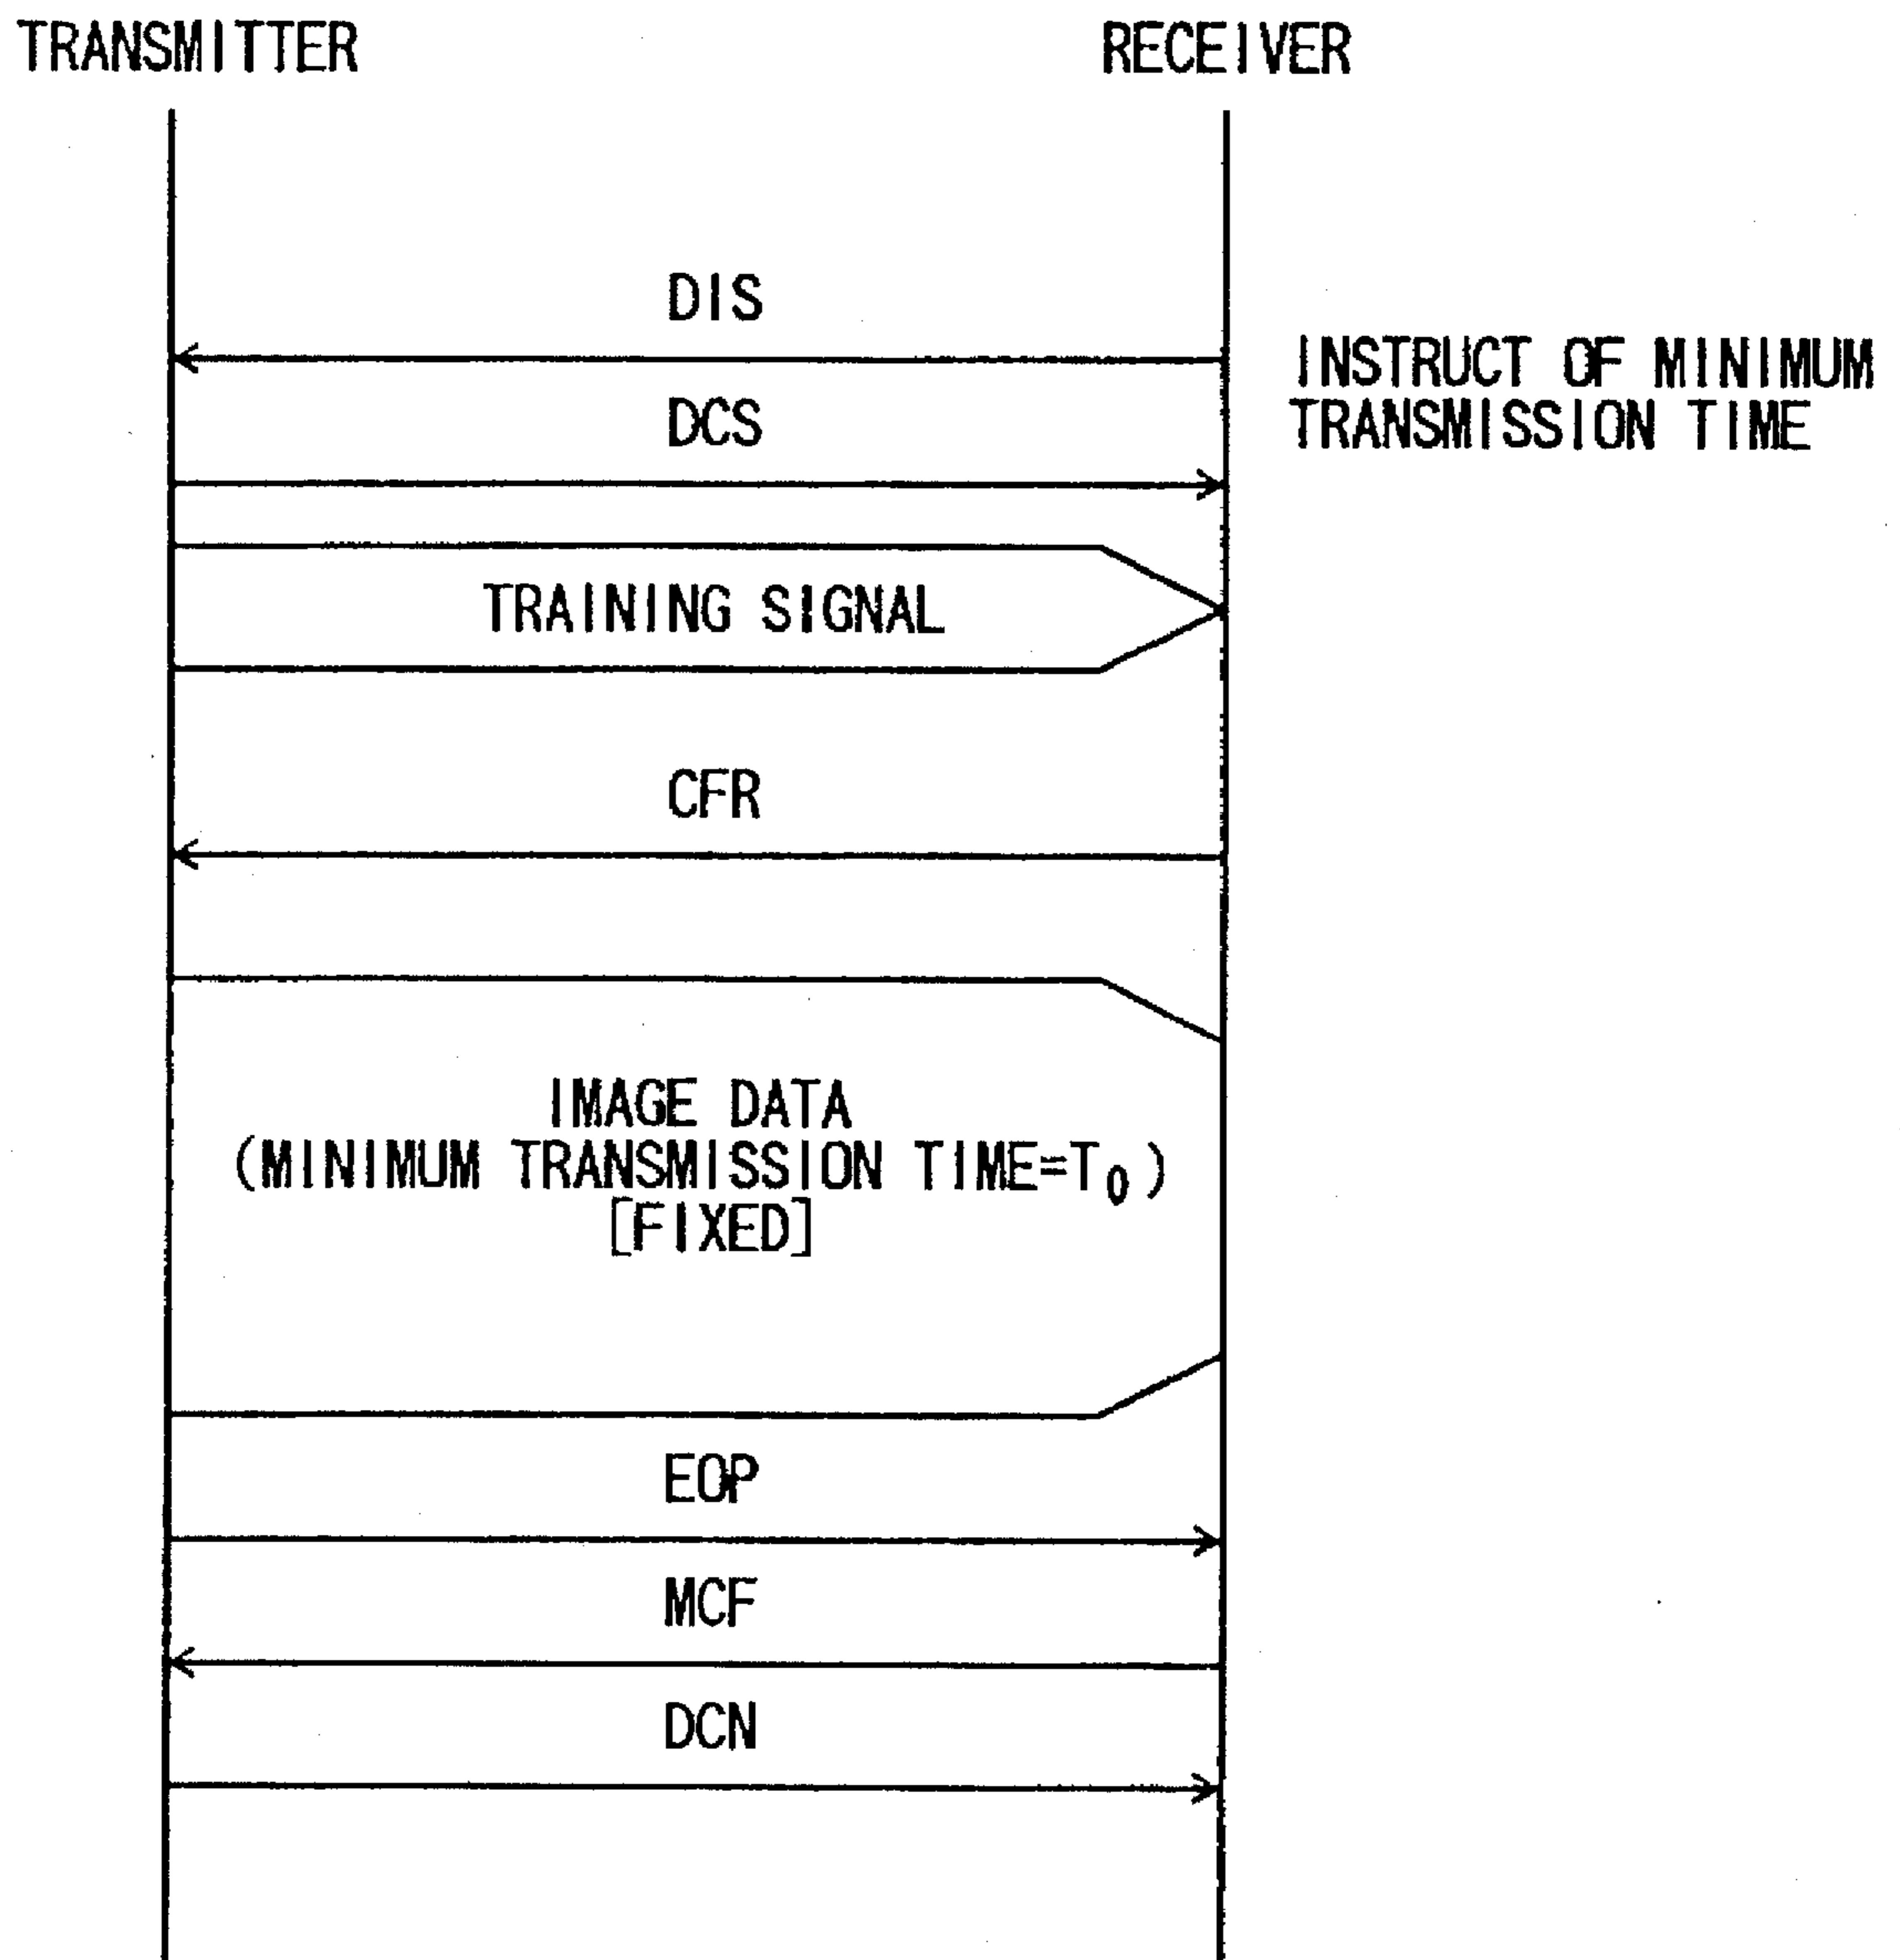 TRANSMITTER
RECEIVER
DIS
INSTRUCT OF MINIMUM
TRANSMISSION TIME
DCS
TRAINING SIGNAL
CFR
IMAGE DATA
(MINIMUM TRANSMISSION TIME=T₀)
[FIXED]
EOP
MCF
DCN